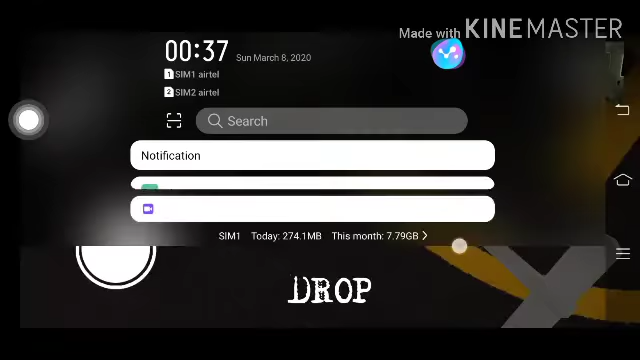 Made with KINEMASTER
00:37 Sun March 8, 2020
1 SIM1 airtel
2 SIM2 airtel
Search
Notification
SIM1 Today: 274.1MB This month: 7.79GB
DROP